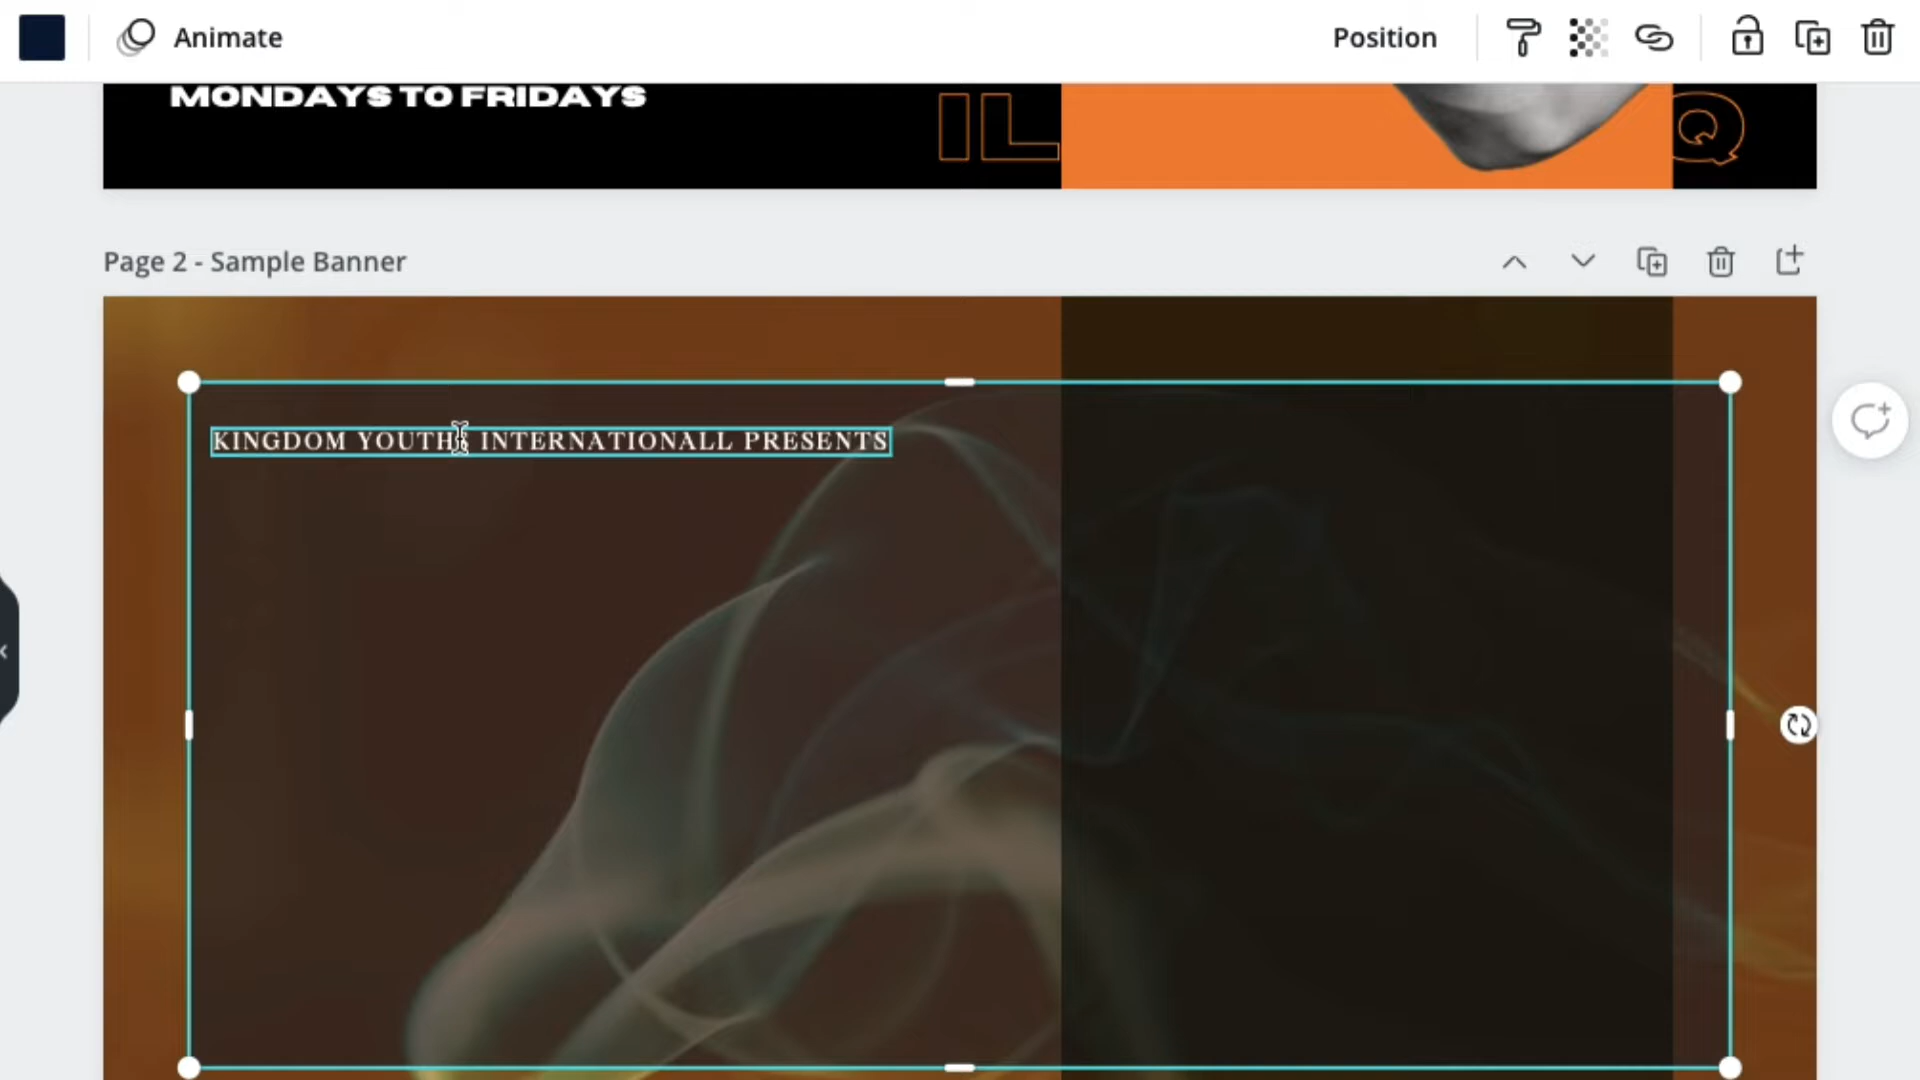 Animate
Position
MONDAYS TO FRIDAYS
IL
Q
Page 2 - Sample Banner
KINGDOM YOUTHS INTERNATIONALL PRESENTS